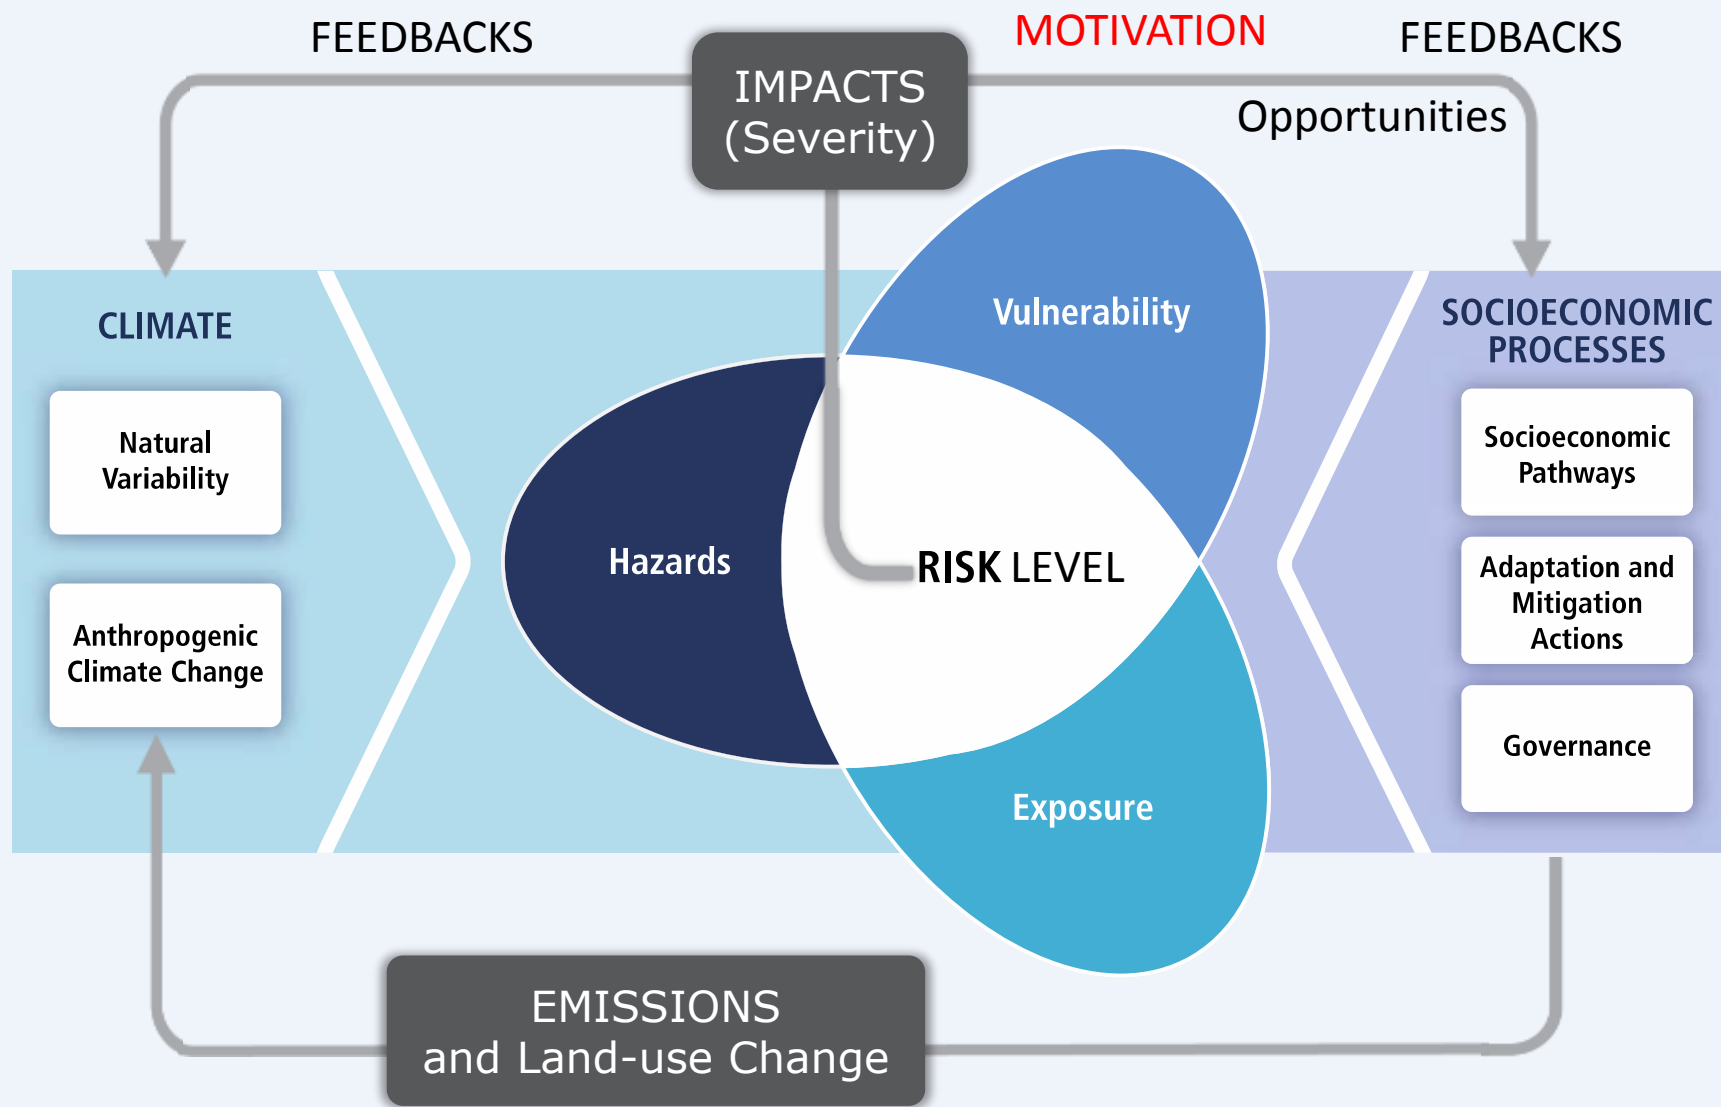 FEEDBACKS
MOTIVATION
FEEDBACKS
IMPACTS
(Severity)
Opportunities
CLIMATE
Natural
Variability
Anthropogenic
Climate Change
Vulnerability
Hazards
RISK LEVEL
Exposure
SOCIOECONOMIC
PROCESSES
Socioeconomic
Pathways
Adaptation and
Mitigation
Actions
Governance
EMISSIONS
and Land-use Change